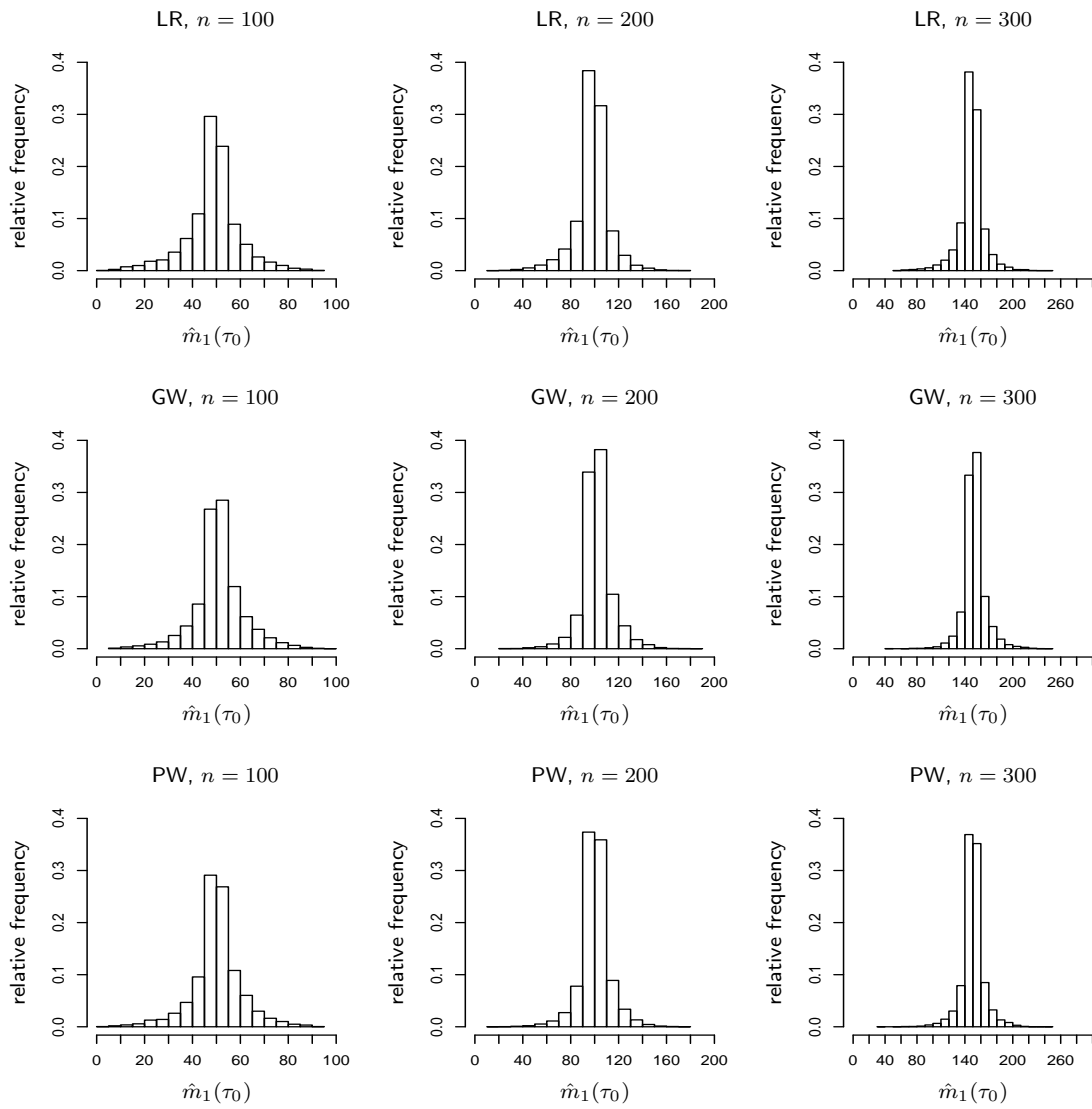 LR, n = 100
LR, n = 200
LR, n = 300
relative frequency
0.0 0.1 0.2 0.3 0.4
0 20 40 60 80 100
m̂₁(τ₀)
relative frequency
0.0 0.1 0.2 0.3 0.4
0 40 80 120 160 200
m̂₁(τ₀)
relative frequency
0.0 0.1 0.2 0.3 0.4
0 40 80 140 200 260
m̂₁(τ₀)
GW, n = 100
GW, n = 200
GW, n = 300
relative frequency
0.0 0.1 0.2 0.3 0.4
0 20 40 60 80 100
m̂₁(τ₀)
relative frequency
0.0 0.1 0.2 0.3 0.4
0 40 80 120 160 200
m̂₁(τ₀)
relative frequency
0.0 0.1 0.2 0.3 0.4
0 40 80 140 200 260
m̂₁(τ₀)
PW, n = 100
PW, n = 200
PW, n = 300
relative frequency
0.0 0.1 0.2 0.3 0.4
0 20 40 60 80 100
m̂₁(τ₀)
relative frequency
0.0 0.1 0.2 0.3 0.4
0 40 80 120 160 200
m̂₁(τ₀)
relative frequency
0.0 0.1 0.2 0.3 0.4
0 40 80 140 200 260
m̂₁(τ₀)